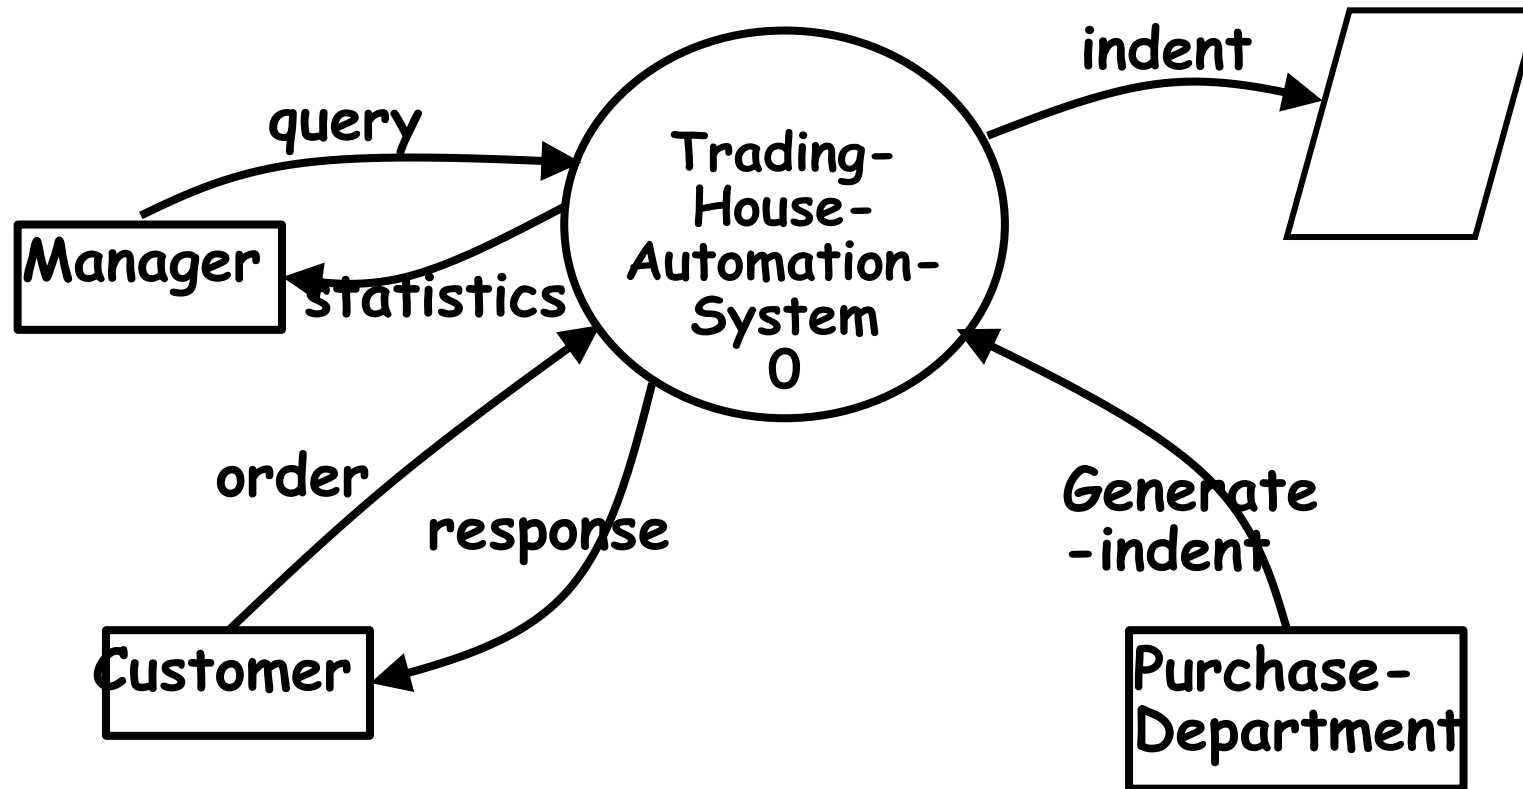 indent
query
Trading-
House-
Automation-
System
0
Manager
statistics
order
response
Generate
-indent
Customer
Purchase-
Department